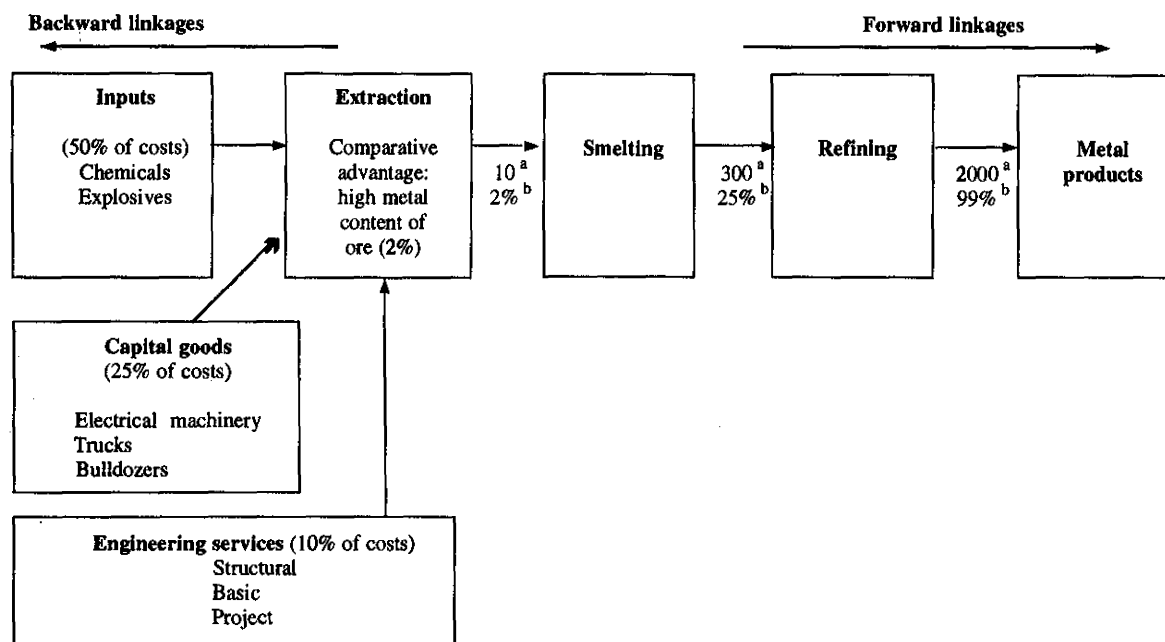 Backward linkages
Forward linkages
Inputs
(50% of costs)
Chemicals
Explosives
Extraction
Comparative
advantage:
high metal
content of
ore (2%)
10 a
2% b
Smelting
300 a
25% b
Refining
2000 a
99% b
Metal
products
Capital goods
(25% of costs)
Electrical machinery
Trucks
Bulldozers
Engineering services (10% of costs)
Structural
Basic
Project